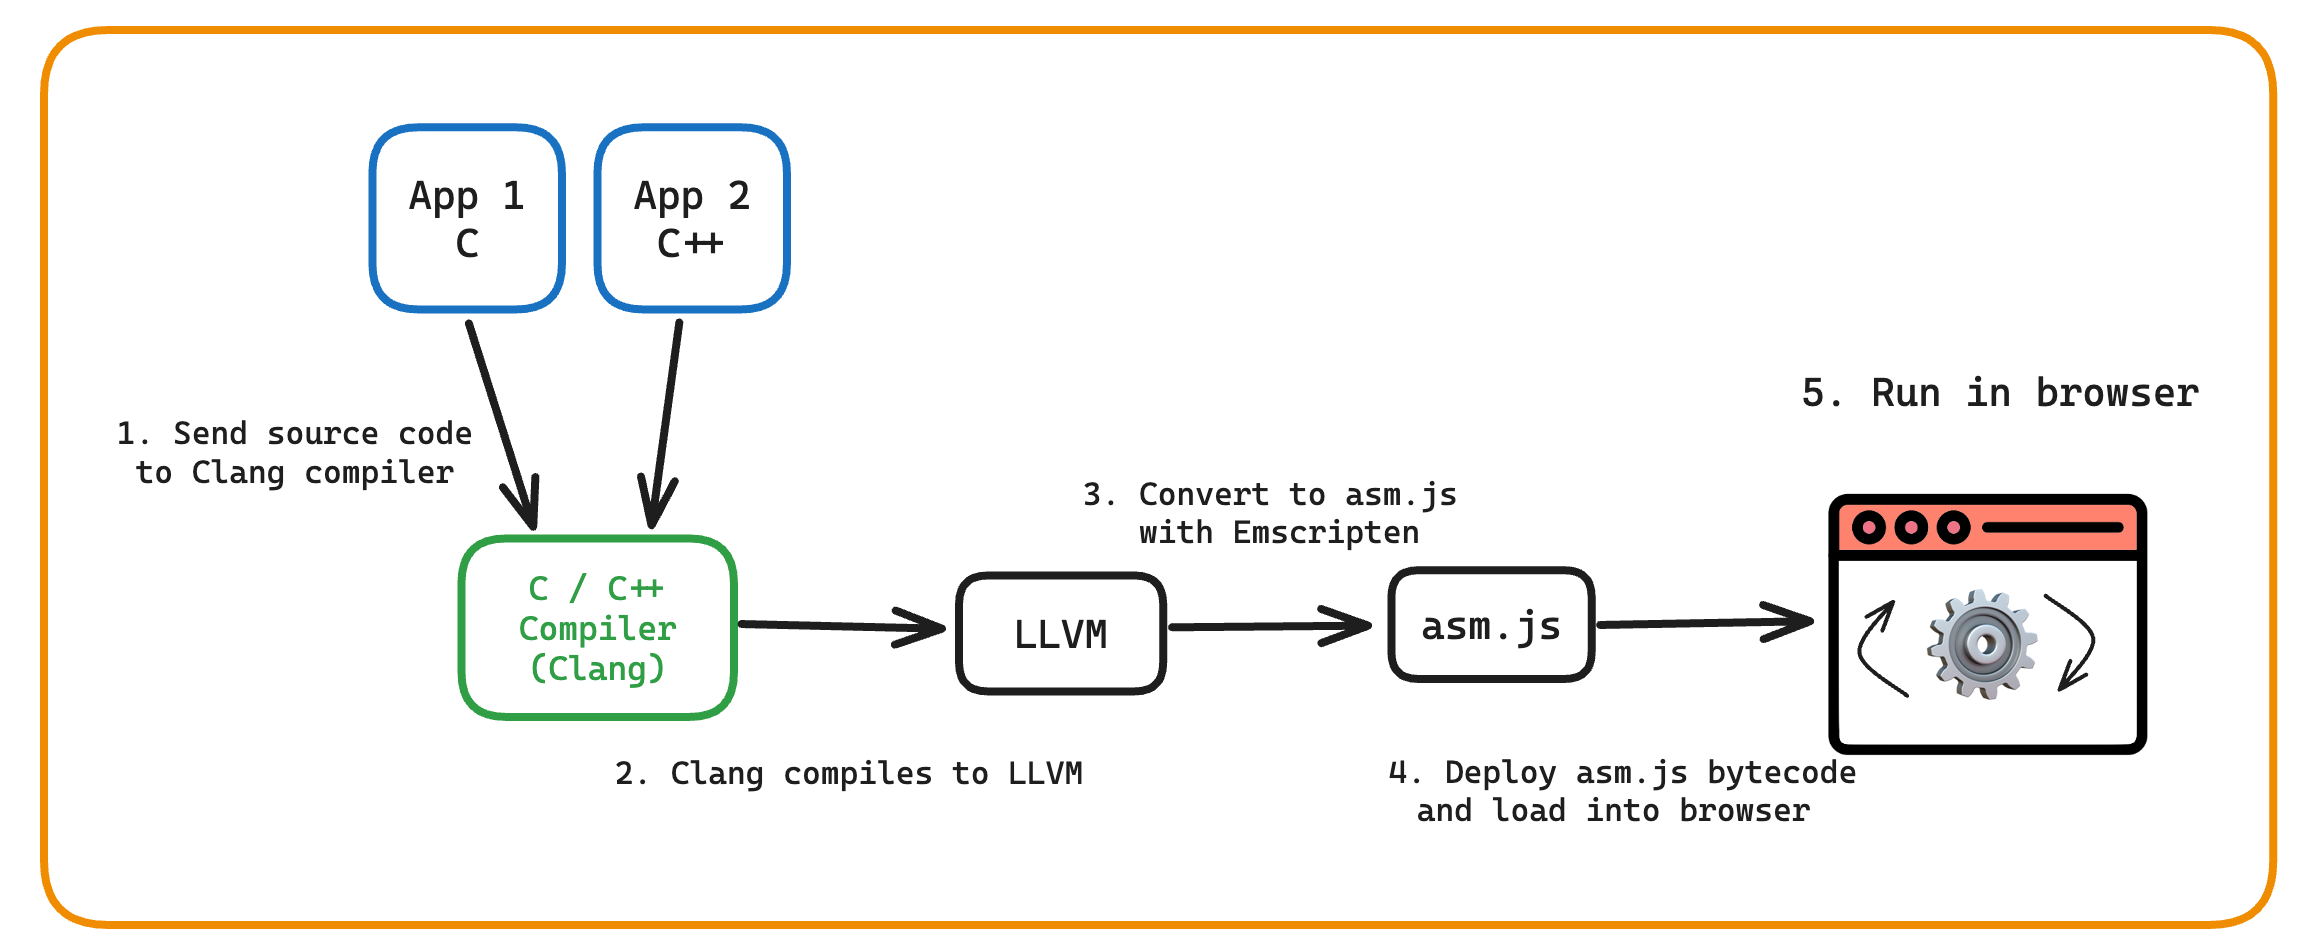 App 1
C
App 2
C++
1. Send source code
to Clang compiler
C / C++
Compiler
(Clang)
2. Clang compiles to LLVM
LLVM
3. Convert to asm.js
with Emscripten
asm.js
4. Deploy asm.js bytecode
and load into browser
5. Run in browser